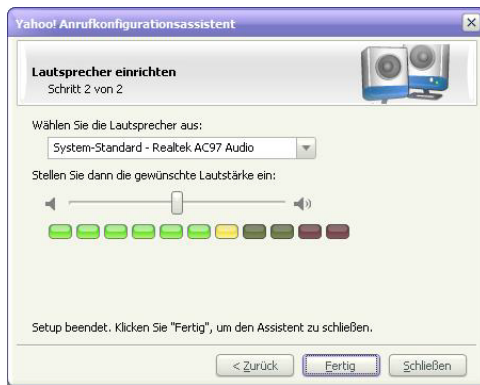 Yahoo! Anrufkonfigurationsassistent
Lautsprecher einrichten
Schritt 2 von 2
Wählen Sie die Lautsprecher aus:
System-Standard - Realtek AC97 Audio
Stellen Sie dann die gewünschte Lautstärke ein:
Setup beendet. Klicken Sie "Fertig", um den Assistent zu schließen.
< Zurück Fertig Schließen